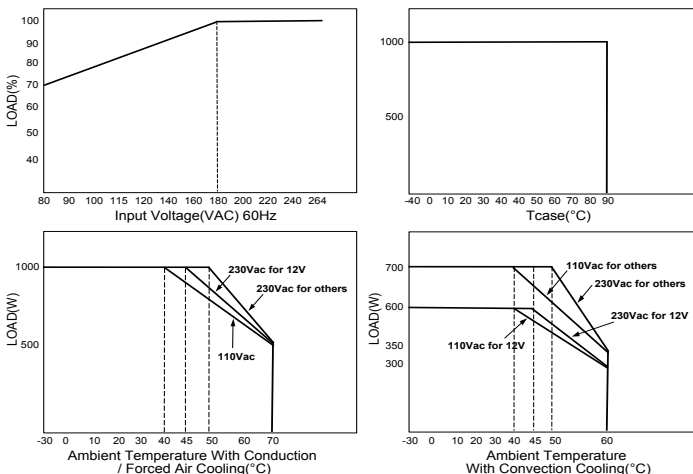 100
90
80
70
60
50
40
LOAD(%)
80 90 100 115 120 140 160 180 200 220 240 264
Input Voltage(VAC) 60Hz
1000
500
-40 0 10 20 30 40 50 60 70 80 90
Tcase(°C)
1000
500
LOAD(W)
230Vac for 12V
230Vac for others
110Vac
-30 0 10 20 30 40 45 50 60 70
Ambient Temperature With Conduction
/ Forced Air Cooling(°C)
700
600
350
300
LOAD(W)
110Vac for others
230Vac for others
230Vac for 12V
110Vac for 12V
-30 0 10 20 30 40 45 50 60
Ambient Temperature
With Convection Cooling(°C)